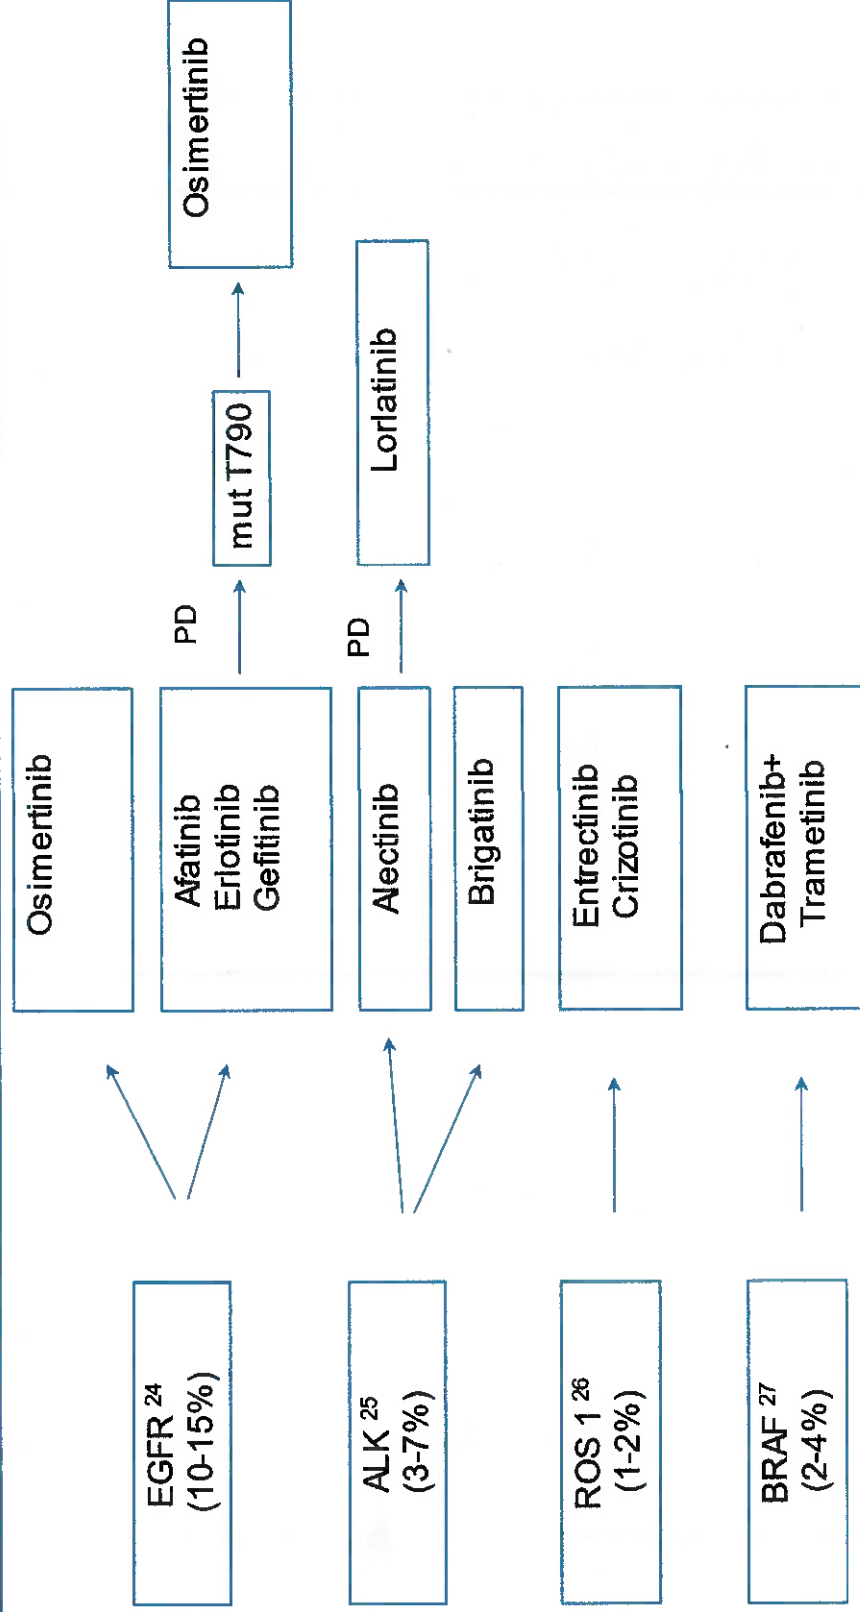 EGFR 24
(10-15%)
Osimertinib
Afatinib
Erlotinib
Gefitinib
PD
mut T790
Osimertinib
ALK 25
(3-7%)
Alectinib
Brigatinib
PD
Lorlatinib
ROS 1 26
(1-2%)
Entrectinib
Crizotinib
BRAF 27
(2-4%)
Dabrafenib+
Trametinib